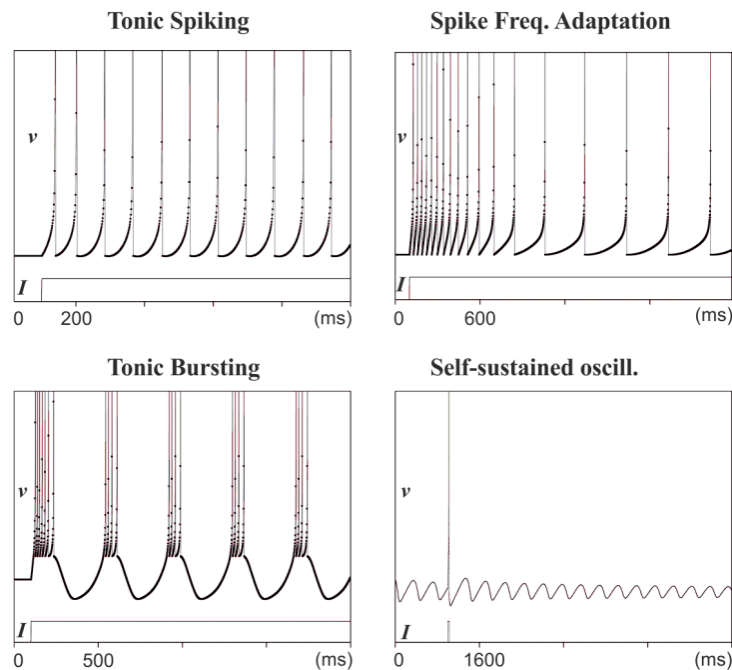 Tonic Spiking
v
I
0 200 (ms)
Spike Freq. Adaptation
v
I
0 600 (ms)
Tonic Bursting
v
I
0 500 (ms)
Self-sustained oscill.
v
I
0 1600 (ms)